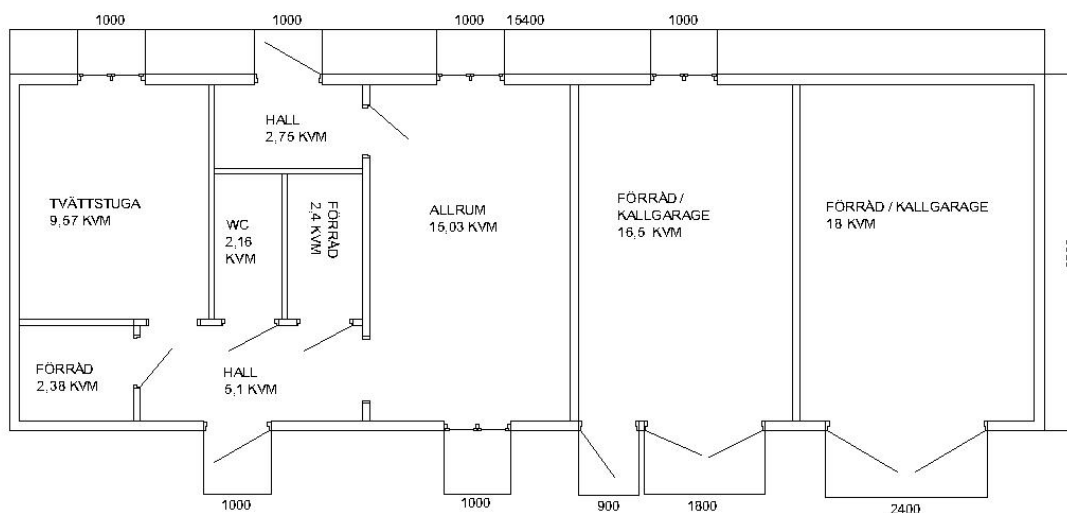 1000
1000
1000
15400
1000
HALL
2,75 KVM
TVÄTTSTUGA
9,57 KVM
WC
2,16
KVM
FÖRRÅD
2,4 KVM
ALLRUM
15,03 KVM
FÖRRÅD /
KALLGARAGE
16,5 KVM
FÖRRÅD / KALLGARAGE
18 KVM
FÖRRÅD
2,38 KVM
HALL
5,1 KVM
1000
1000
900
1800
2400